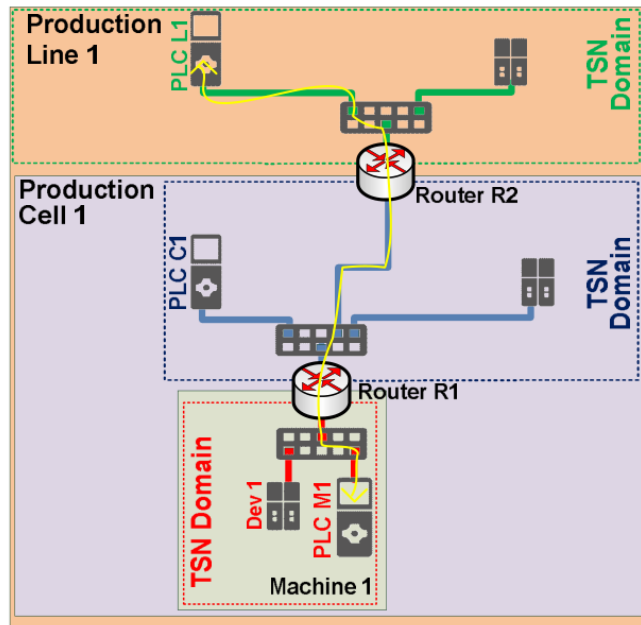 Production
Line 1
PLC L1
TSN
Domain
Router R2
Production
Cell 1
PLC C1
TSN
Domain
Router R1
TSN Domain
Dev 1
PLC M1
Machine 1